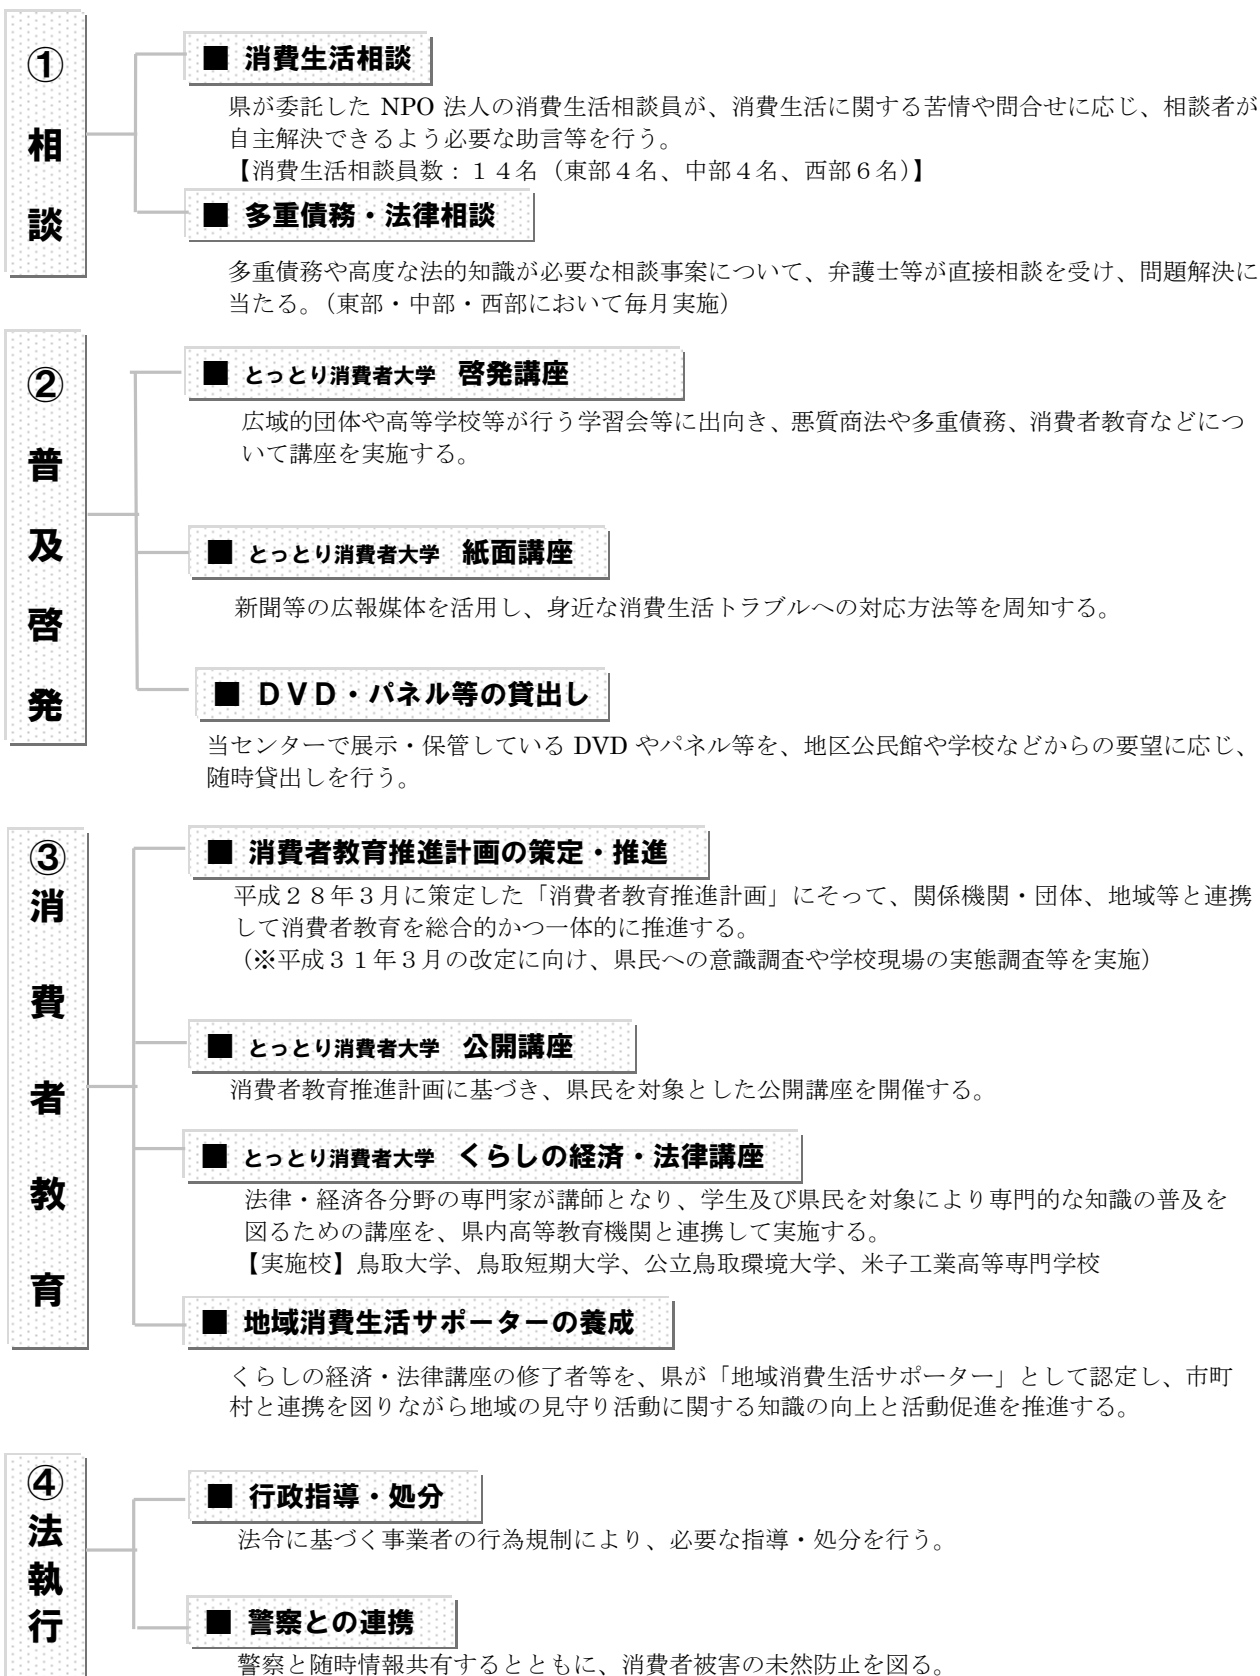 ①相談
■ 消費生活相談
県が委託した NPO 法人の消費生活相談員が、消費生活に関する苦情や問合せに応じ、相談者が
自主解決できるよう必要な助言等を行う。
【消費生活相談員数：１４名（東部４名、中部４名、西部６名）】
■ 多重債務・法律相談
多重債務や高度な法的知識が必要な相談事案について、弁護士等が直接相談を受け、問題解決に
当たる。（東部・中部・西部において毎月実施）
②普及啓発
■ とっとり消費者大学　啓発講座
広域的団体や高等学校等が行う学習会等に出向き、悪質商法や多重債務、消費者教育などにつ
いて講座を実施する。
■ とっとり消費者大学　紙面講座
新聞等の広報媒体を活用し、身近な消費生活トラブルへの対応方法等を周知する。
■ ＤＶＤ・パネル等の貸出し
当センターで展示・保管している DVD やパネル等を、地区公民館や学校などからの要望に応じ、
随時貸出しを行う。
③消費者教育
■ 消費者教育推進計画の策定・推進
平成２８年３月に策定した「消費者教育推進計画」にそって、関係機関・団体、地域等と連携
して消費者教育を総合的かつ一体的に推進する。
（※平成３１年３月の改定に向け、県民への意識調査や学校現場の実態調査等を実施）
■ とっとり消費者大学　公開講座
消費者教育推進計画に基づき、県民を対象とした公開講座を開催する。
■ とっとり消費者大学　くらしの経済・法律講座
法律・経済各分野の専門家が講師となり、学生及び県民を対象により専門的な知識の普及を
図るための講座を、県内高等教育機関と連携して実施する。
【実施校】鳥取大学、鳥取短期大学、公立鳥取環境大学、米子工業高等専門学校
■ 地域消費生活サポーターの養成
くらしの経済・法律講座の修了者等を、県が「地域消費生活サポーター」として認定し、市町
村と連携を図りながら地域の見守り活動に関する知識の向上と活動促進を推進する。
④法執行
■ 行政指導・処分
法令に基づく事業者の行為規制により、必要な指導・処分を行う。
■ 警察との連携
警察と随時情報共有するとともに、消費者被害の未然防止を図る。